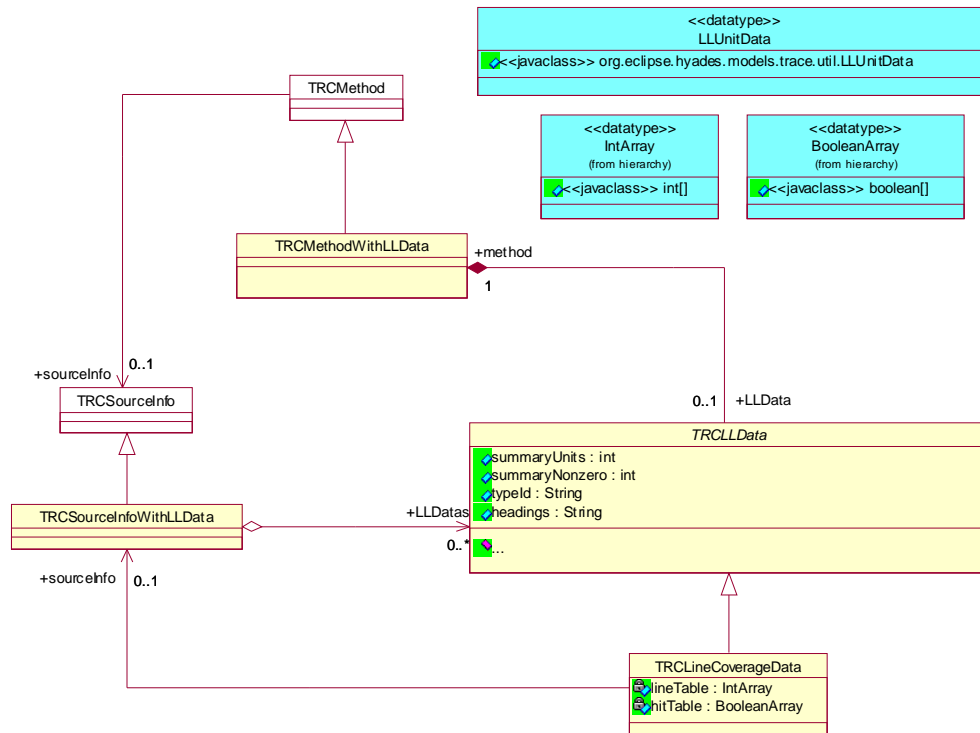 <<datatype>>
LLUnitData
<<javaclass>> org.eclipse.hyades.models.trace.util.LLUnitData
TRCMethod
<<datatype>>
IntArray
(from hierarchy)
<<javaclass>> int[]
<<datatype>>
BooleanArray
(from hierarchy)
<<javaclass>> boolean[]
TRCMethodWithLLData
+method
1
0..1
+sourceInfo
TRCSourceInfo
0..1
+LLData
TRCLLData
summaryUnits : int
summaryNonzero : int
typeId : String
headings : String
...
TRCSourceInfoWithLLData
+LLDatas
0..*
+sourceInfo
0..1
TRCLineCoverageData
lineTable : IntArray
hitTable : BooleanArray